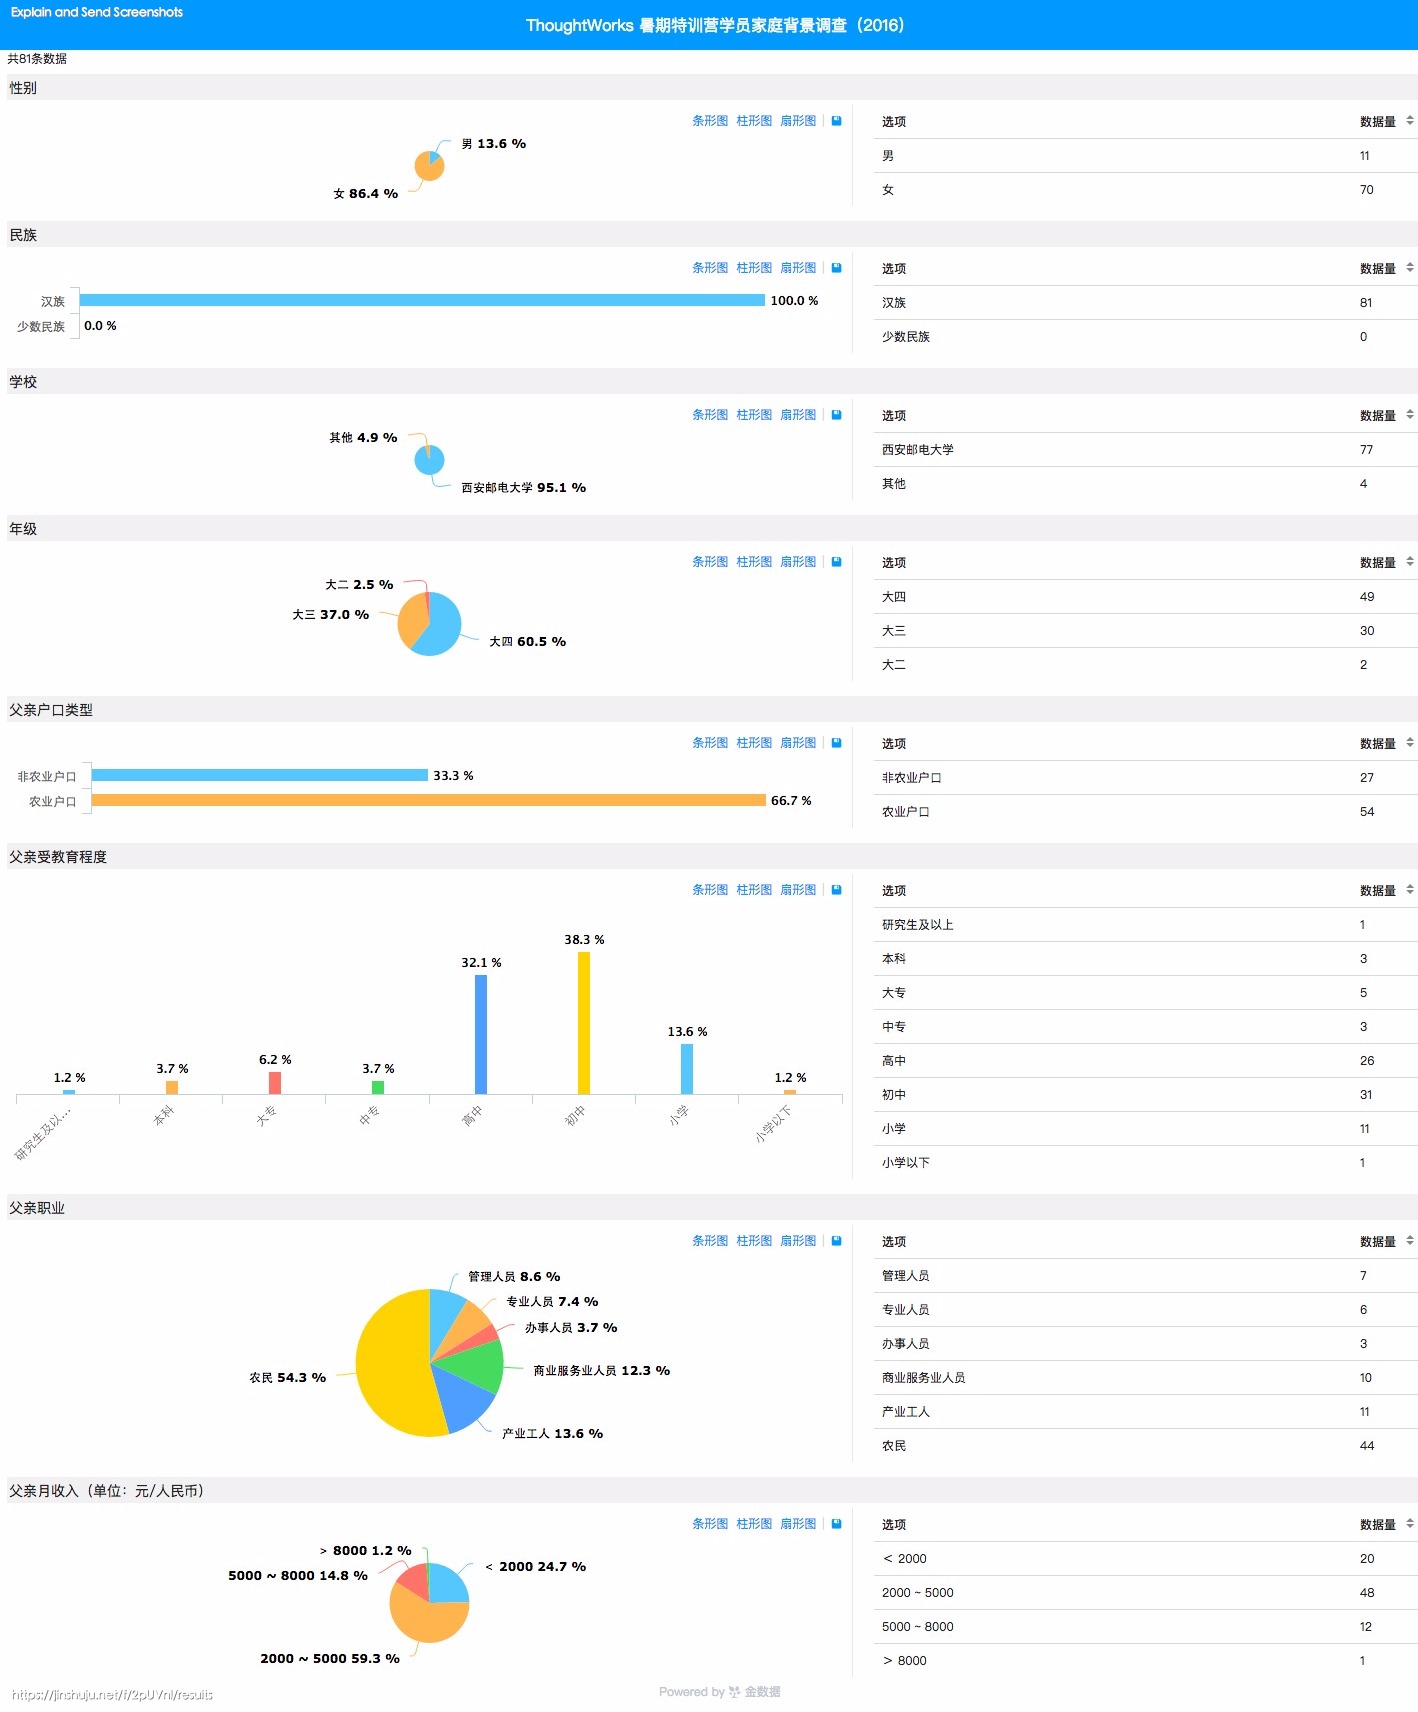 Explain and Send Screenshots
ThoughtWorks 暑期特训营学员家庭背景调查（2016）
共81条数据
性别
条形图 柱形图 扇形图
男 13.6 %
女 86.4 %
选项 数据量
男 11
女 70
民族
条形图 柱形图 扇形图
汉族 100.0 %
少数民族 0.0 %
选项 数据量
汉族 81
少数民族 0
学校
条形图 柱形图 扇形图
其他 4.9 %
西安邮电大学 95.1 %
选项 数据量
西安邮电大学 77
其他 4
年级
条形图 柱形图 扇形图
大二 2.5 %
大三 37.0 %
大四 60.5 %
选项 数据量
大四 49
大三 30
大二 2
父亲户口类型
条形图 柱形图 扇形图
非农业户口 33.3 %
农业户口 66.7 %
选项 数据量
非农业户口 27
农业户口 54
父亲受教育程度
条形图 柱形图 扇形图
1.2 % 3.7 % 6.2 % 3.7 % 32.1 % 38.3 % 13.6 % 1.2 %
研究生及以... 本科 大专 中专 高中 初中 小学 小学以下
选项 数据量
研究生及以上 1
本科 3
大专 5
中专 3
高中 26
初中 31
小学 11
小学以下 1
父亲职业
条形图 柱形图 扇形图
管理人员 8.6 %
专业人员 7.4 %
办事人员 3.7 %
商业服务业人员 12.3 %
农民 54.3 %
产业工人 13.6 %
选项 数据量
管理人员 7
专业人员 6
办事人员 3
商业服务业人员 10
产业工人 11
农民 44
父亲月收入（单位：元/人民币）
条形图 柱形图 扇形图
> 8000 1.2 %
< 2000 24.7 %
5000 ~ 8000 14.8 %
2000 ~ 5000 59.3 %
选项 数据量
< 2000 20
2000 ~ 5000 48
5000 ~ 8000 12
> 8000 1
Powered by 金数据
https://jinshuju.net/f/2pUVnl/results